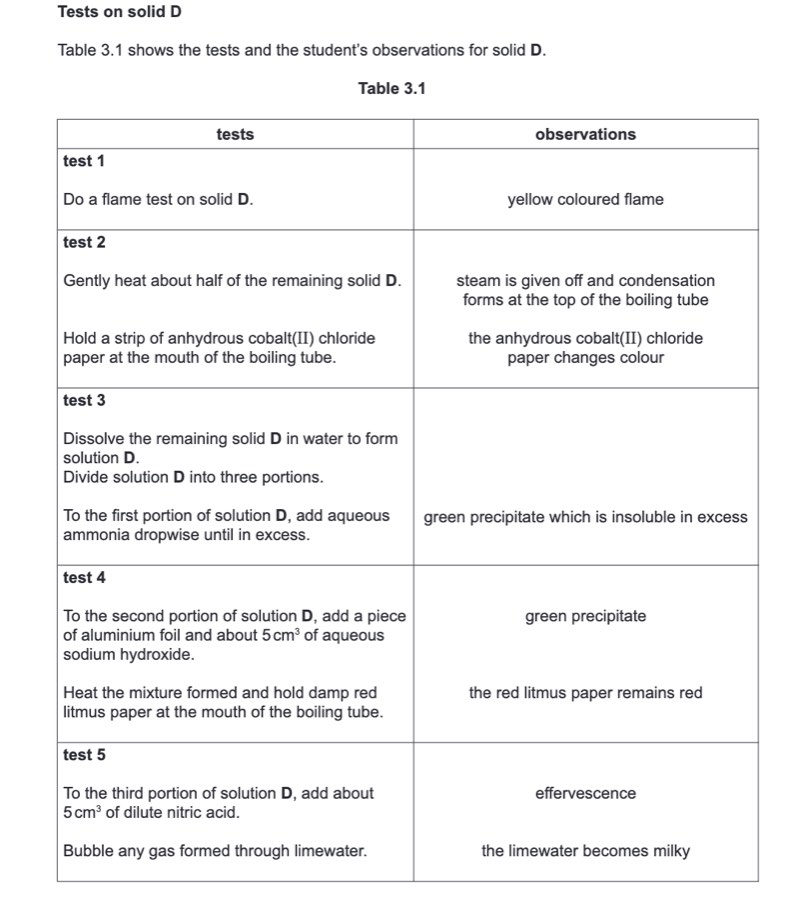 Tests on solid D
Table 3.1 shows the tests and the student's observations for solid D.
Table 3.1
tests
observations
test 1
Do a flame test on solid D.
yellow coloured flame
test 2
Gently heat about half of the remaining solid D.
steam is given off and condensation
forms at the top of the boiling tube
Hold a strip of anhydrous cobalt(II) chloride
paper at the mouth of the boiling tube.
the anhydrous cobalt(II) chloride
paper changes colour
test 3
Dissolve the remaining solid D in water to form
solution D.
Divide solution D into three portions.
To the first portion of solution D, add aqueous
ammonia dropwise until in excess.
green precipitate which is insoluble in excess
test 4
To the second portion of solution D, add a piece
of aluminium foil and about 5 cm³ of aqueous
sodium hydroxide.
green precipitate
Heat the mixture formed and hold damp red
litmus paper at the mouth of the boiling tube.
the red litmus paper remains red
test 5
To the third portion of solution D, add about
5 cm³ of dilute nitric acid.
effervescence
Bubble any gas formed through limewater.
the limewater becomes milky